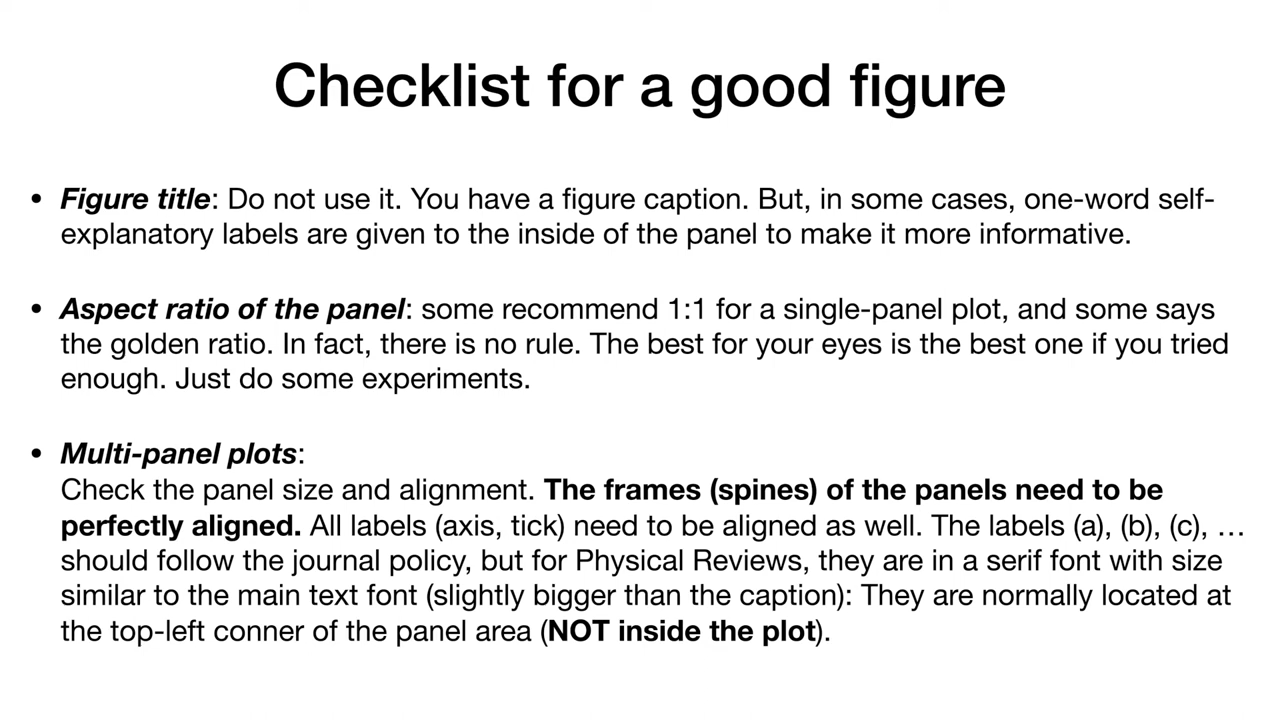 Checklist for a good figure
• Figure title: Do not use it. You have a figure caption. But, in some cases, one-word self-
explanatory labels are given to the inside of the panel to make it more informative.
• Aspect ratio of the panel: some recommend 1:1 for a single-panel plot, and some says
the golden ratio. In fact, there is no rule. The best for your eyes is the best one if you tried
enough. Just do some experiments.
• Multi-panel plots:
Check the panel size and alignment. The frames (spines) of the panels need to be
perfectly aligned. All labels (axis, tick) need to be aligned as well. The labels (a), (b), (c), …
should follow the journal policy, but for Physical Reviews, they are in a serif font with size
similar to the main text font (slightly bigger than the caption): They are normally located at
the top-left conner of the panel area (NOT inside the plot).